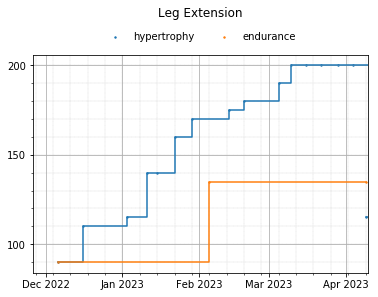 Leg Extension
hypertrophy endurance
200
150
100
Dec 2022 Jan 2023 Feb 2023 Mar 2023 Apr 2023